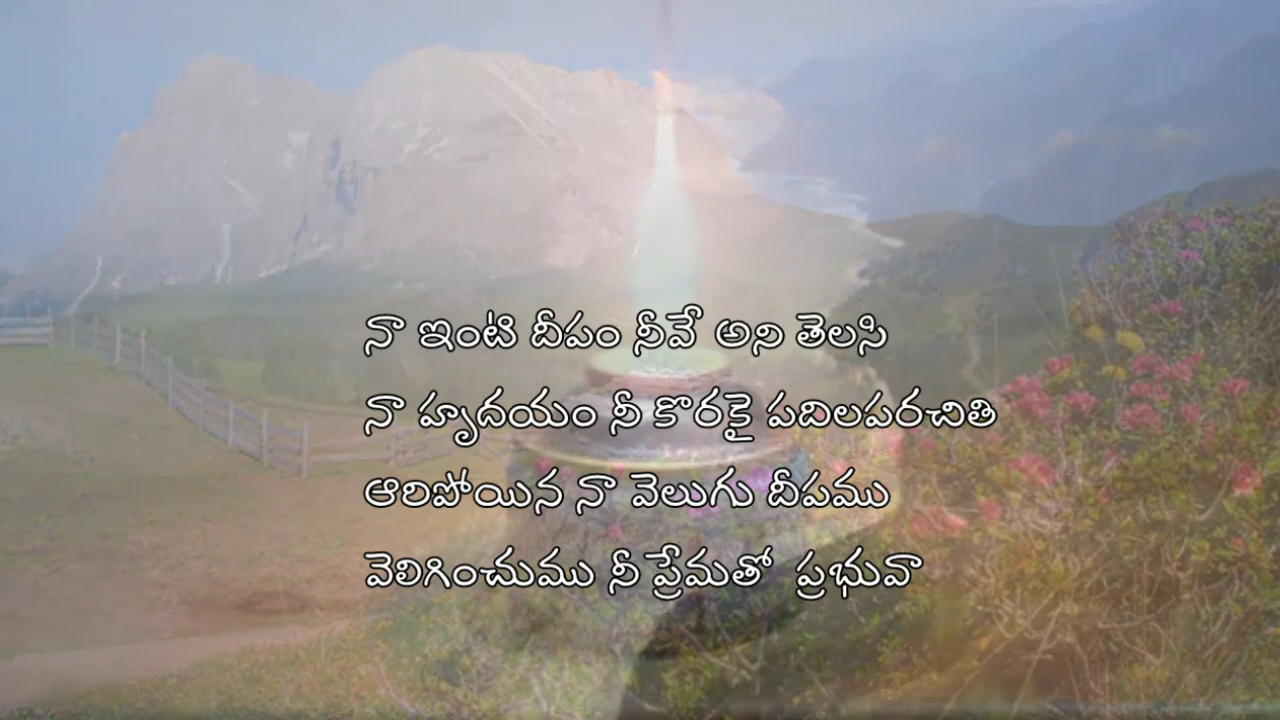 నా ఇంటి దీపం నీవే అని తెలసి
నా హృదయం నీ కొరకై పదిలపరచితి
ఆరిపోయిన నా వెలుగు దీపము
వెలిగించుము నీ ప్రేమతో ప్రభువా